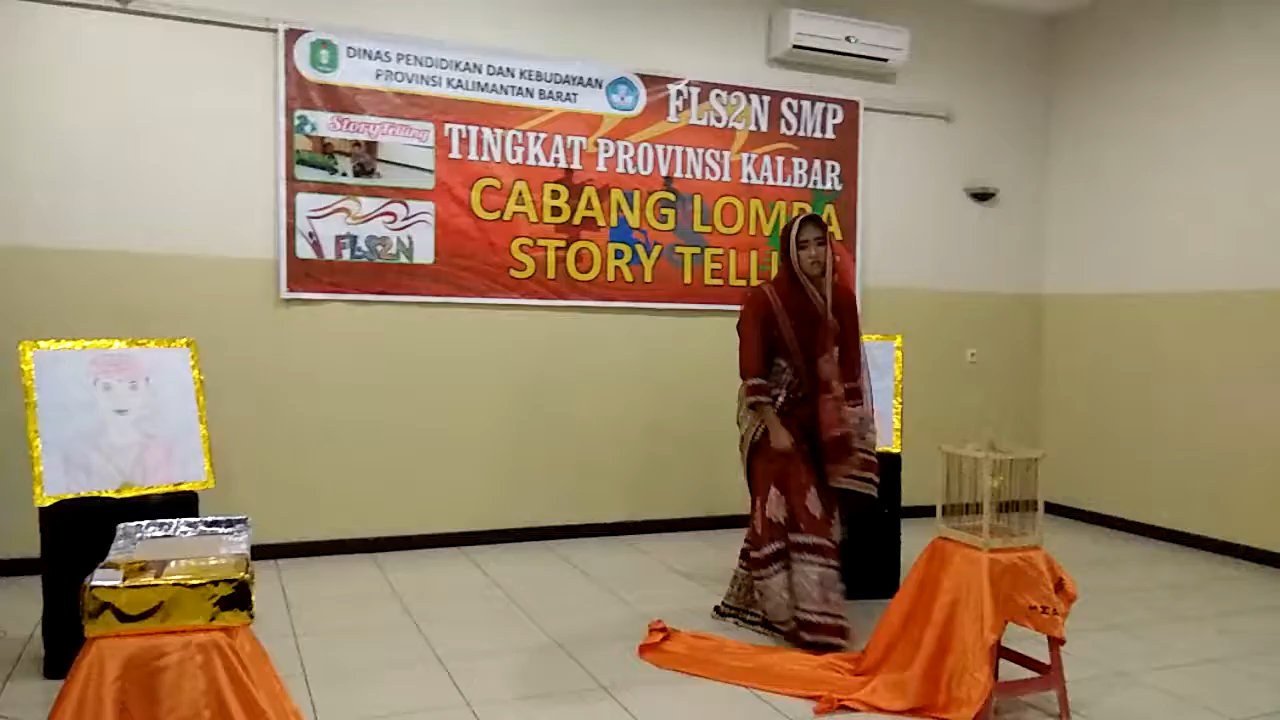 DINAS PENDIDIKAN DAN KEBUDAYAAN
PROVINSI KALIMANTAN BARAT
FLS2N SMP
TINGKAT PROVINSI KALBAR
CABANG LOMBA
STORY TELL
Story Telling
FLS2N